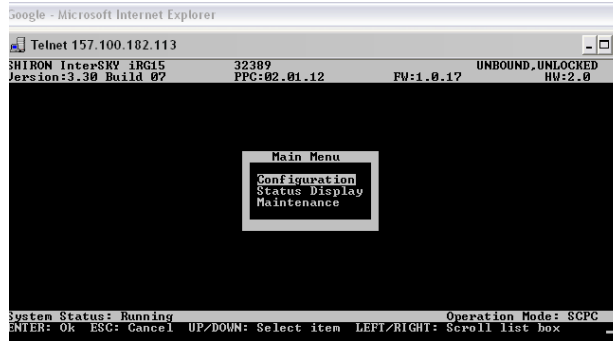 Google - Microsoft Internet Explorer
Telnet 157.100.182.113
SHIRON InterSKY iRG15 32389 UNBOUND,UNLOCKED
Version:3.30 Build 07 PPC:02.01.12 FW:1.0.17 HW:2.0
Main Menu
Configuration
Status Display
Maintenance
System Status: Running Operation Mode: SCPC
ENTER: Ok ESC: Cancel UP/DOWN: Select item LEFT/RIGHT: Scroll list box